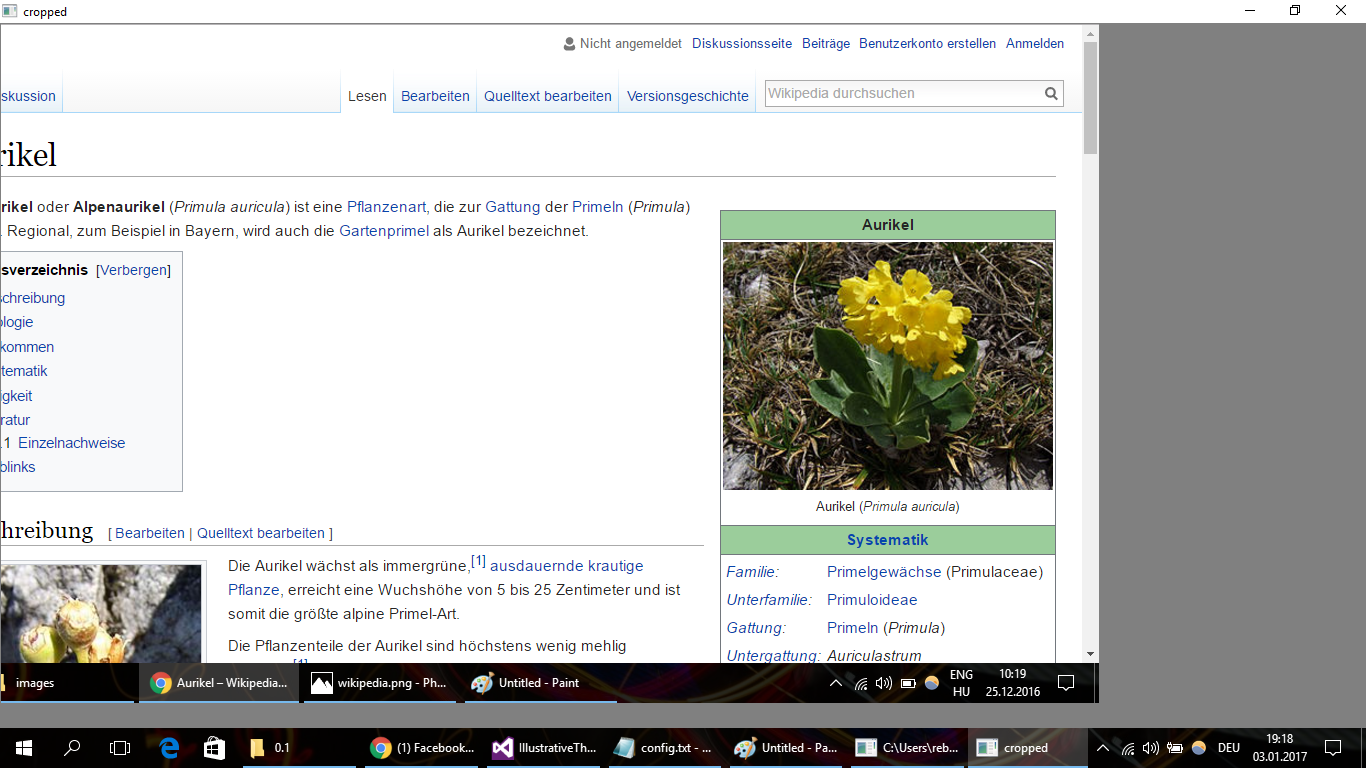 cropped
Nicht angemeldet Diskussionsseite Beiträge Benutzerkonto erstellen Anmelden
skussion Lesen Bearbeiten Quelltext bearbeiten Versionsgeschichte Wikipedia durchsuchen
rikel
rikel oder Alpenaurikel (Primula auricula) ist eine Pflanzenart, die zur Gattung der Primeln (Primula)
. Regional, zum Beispiel in Bayern, wird auch die Gartenprimel als Aurikel bezeichnet.
sverzeichnis [Verbergen]
chreibung
ologie
kommen
tematik
igkeit
ratur
.1 Einzelnachweise
blinks
hreibung [ Bearbeiten | Quelltext bearbeiten ]
Die Aurikel wächst als immergrüne,[1] ausdauernde krautige
Pflanze, erreicht eine Wuchshöhe von 5 bis 25 Zentimeter und ist
somit die größte alpine Primel-Art.
Die Pflanzenteile der Aurikel sind höchstens wenig mehlig
[1]
Aurikel
Aurikel (Primula auricula)
Systematik
Familie: Primelgewächse (Primulaceae)
Unterfamilie: Primuloideae
Gattung: Primeln (Primula)
Untergattung: Auriculastrum
images Aurikel – Wikipedia... wikipedia.png - Ph... Untitled - Paint ENG 10:19
HU 25.12.2016
0.1 (1) Facebook... IllustrativeTh... config.txt - ... Untitled - Pa... C:\Users\reb... cropped DEU 19:18
03.01.2017